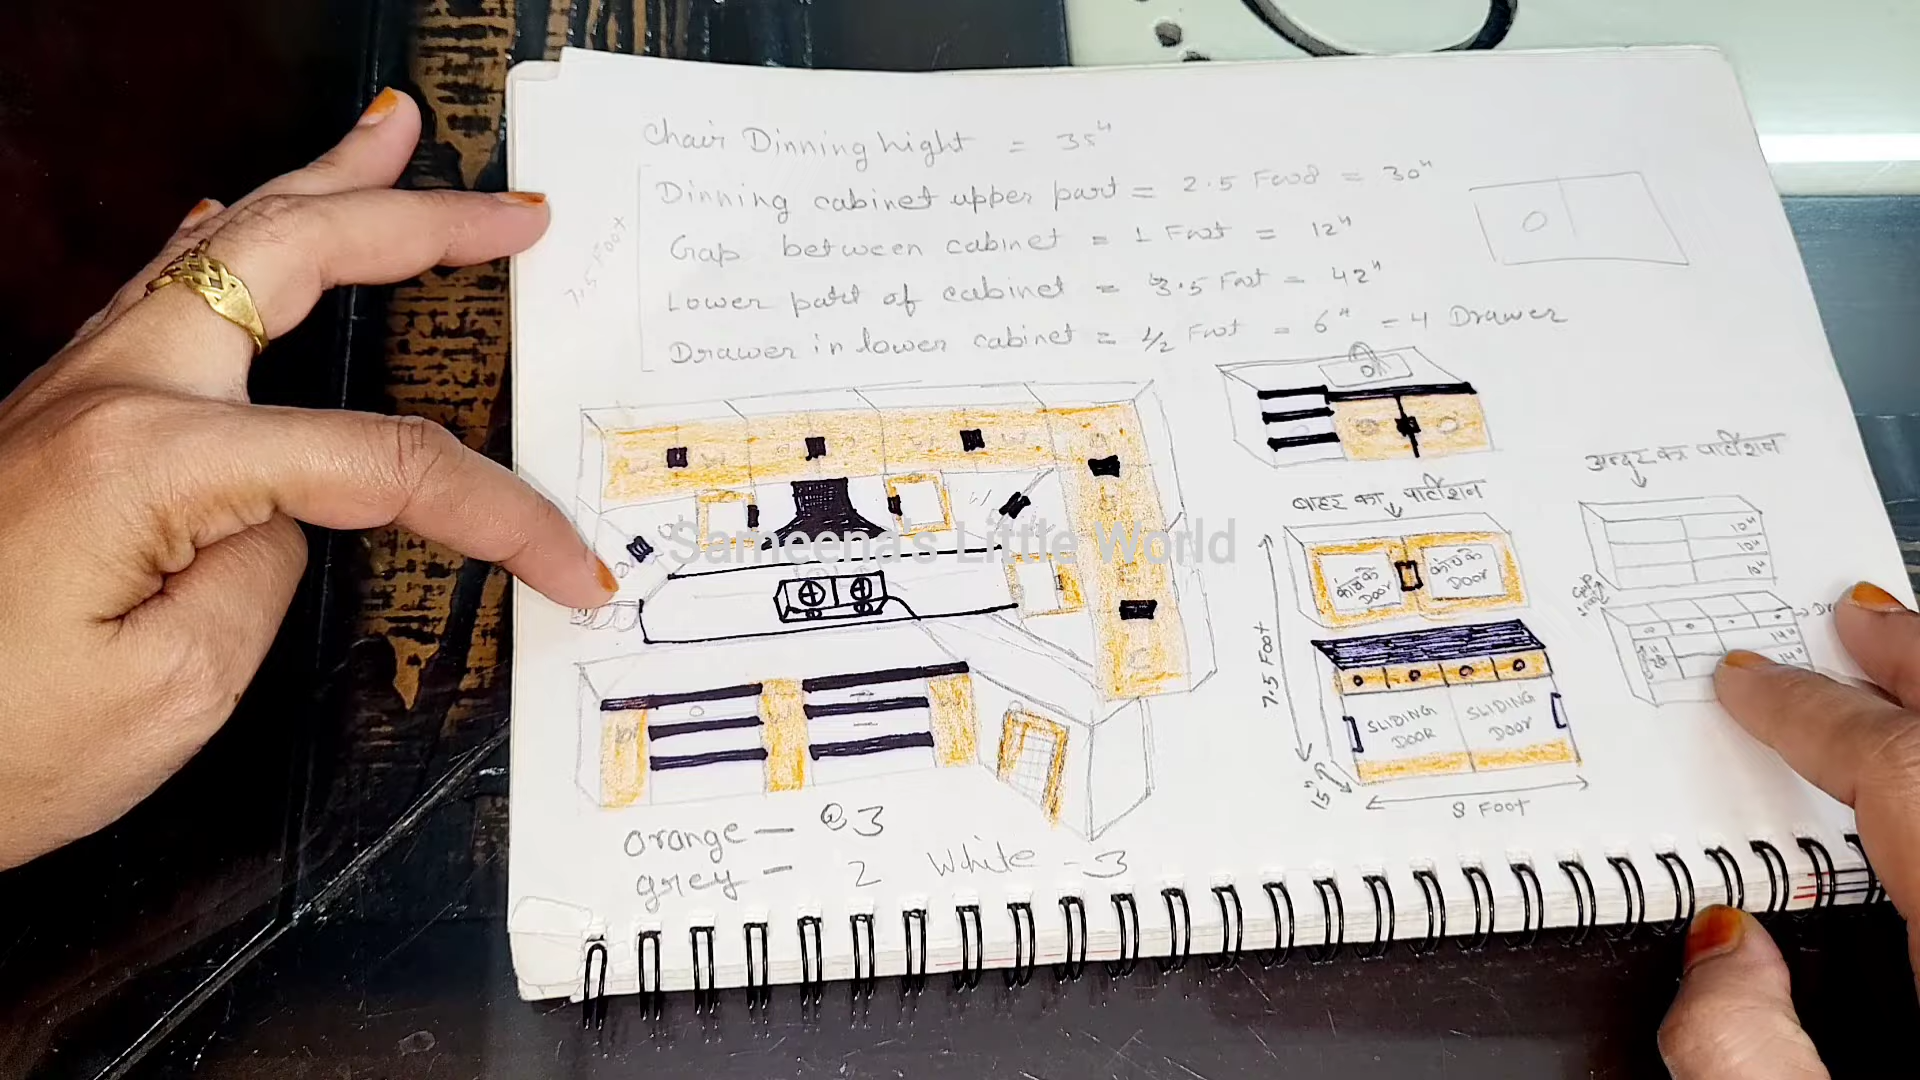 Chair Dinning hight = 35"
Dinning cabinet upper part = 2.5 Foot = 30"
Gap between cabinet = 1 Foot = 12"
Lower part of cabinet = 3.5 Foot = 42"
Drawer in lower cabinet = 1/2 Foot = 6" = 4 Drawer
7.5 Foot
अन्दर का पार्टिशन
बाहर का पार्टिशन
10"
10"
10"
कांच के DOOR
कांच के DOOR
Gap
14"
14"
7.5 Foot
SLIDING DOOR
SLIDING DOOR
15"
8 Foot
Sameena's Little World
orange - @3
grey - 2 White - 3